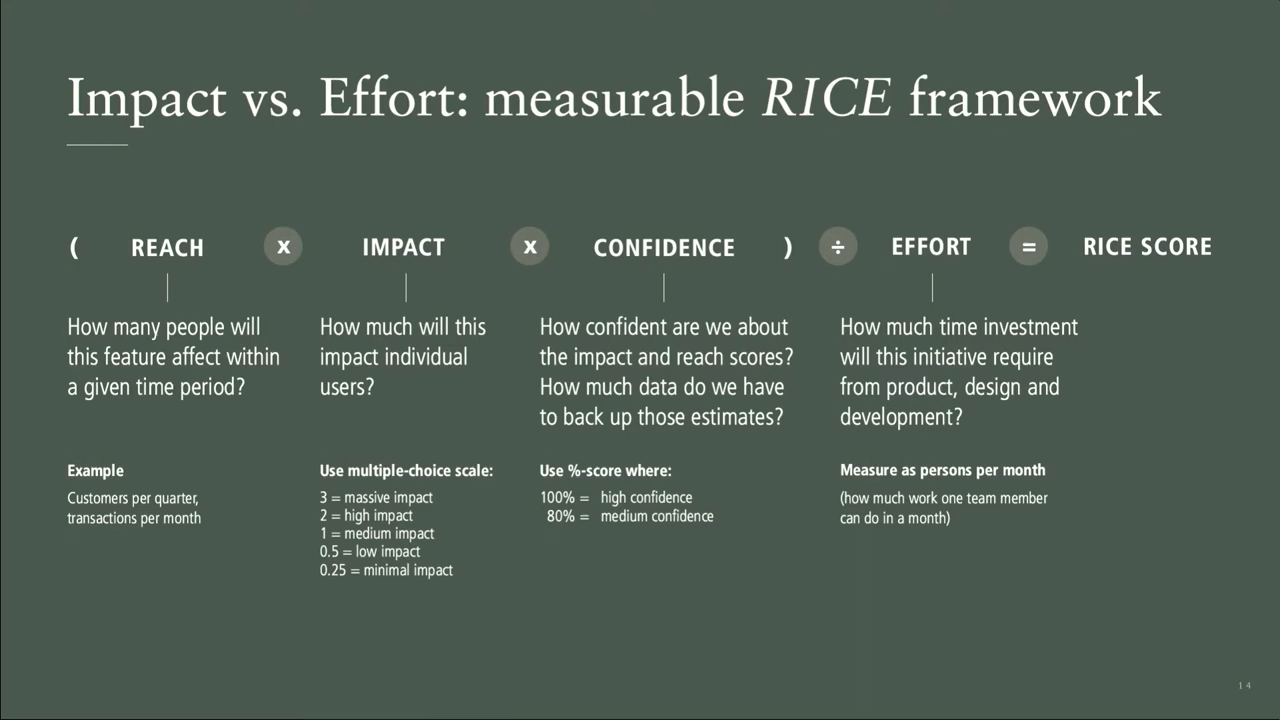 Impact vs. Effort: measurable RICE framework
( REACH x IMPACT x CONFIDENCE ) ÷ EFFORT = RICE SCORE
How many people will
this feature affect within
a given time period?
Example
Customers per quarter,
transactions per month
How much will this
impact individual
users?
Use multiple-choice scale:
3 = massive impact
2 = high impact
1 = medium impact
0.5 = low impact
0.25 = minimal impact
How confident are we about
the impact and reach scores?
How much data do we have
to back up those estimates?
Use %-score where:
100% = high confidence
80% = medium confidence
How much time investment
will this initiative require
from product, design and
development?
Measure as persons per month
(how much work one team member
can do in a month)
14